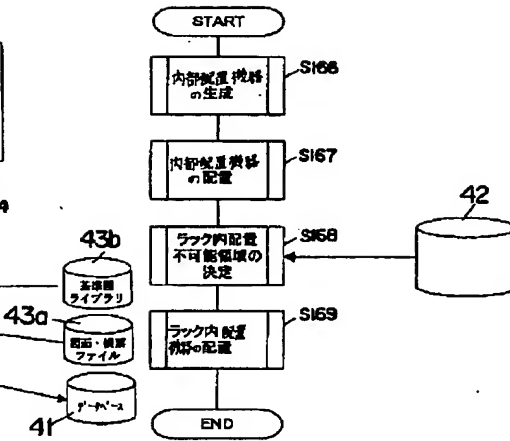 START
内部配置機器
の生成
S166
内部配置機器
の配置
S167
ラック内配置
不可能領域の
決定
S168
42
43b
基準図
ライブラリ
43a
図面・帳票
ファイル
ラック内配置
機器の配置
S169
データベース
41
END
4